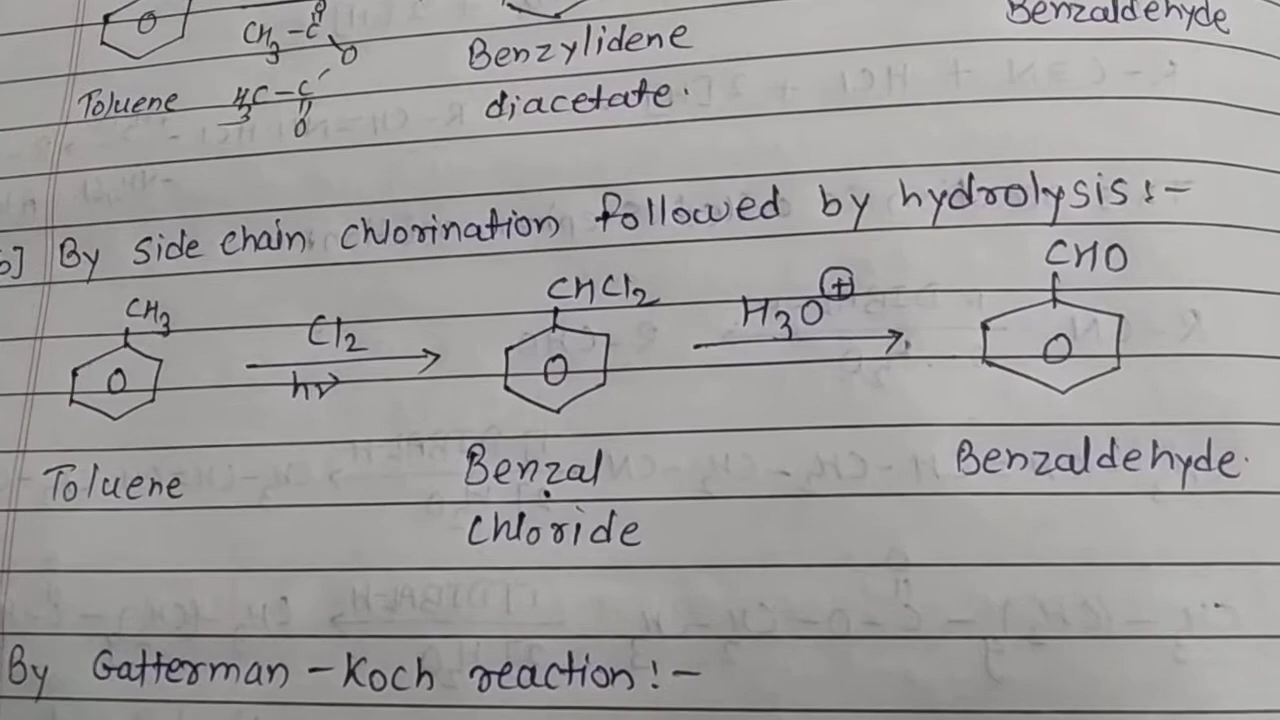 O
CH3-C
O
Benzaldehyde
O
Benzylidene
Toluene H3C-C
diacetate.
O
b] By side chain chlorination followed by hydrolysis:-
CH3
Cl2
hν
CHCl2
H3O+
CHO
O
O
O
Toluene
Benzal
chloride
Benzaldehyde.
By Gatterman-Koch reaction:-